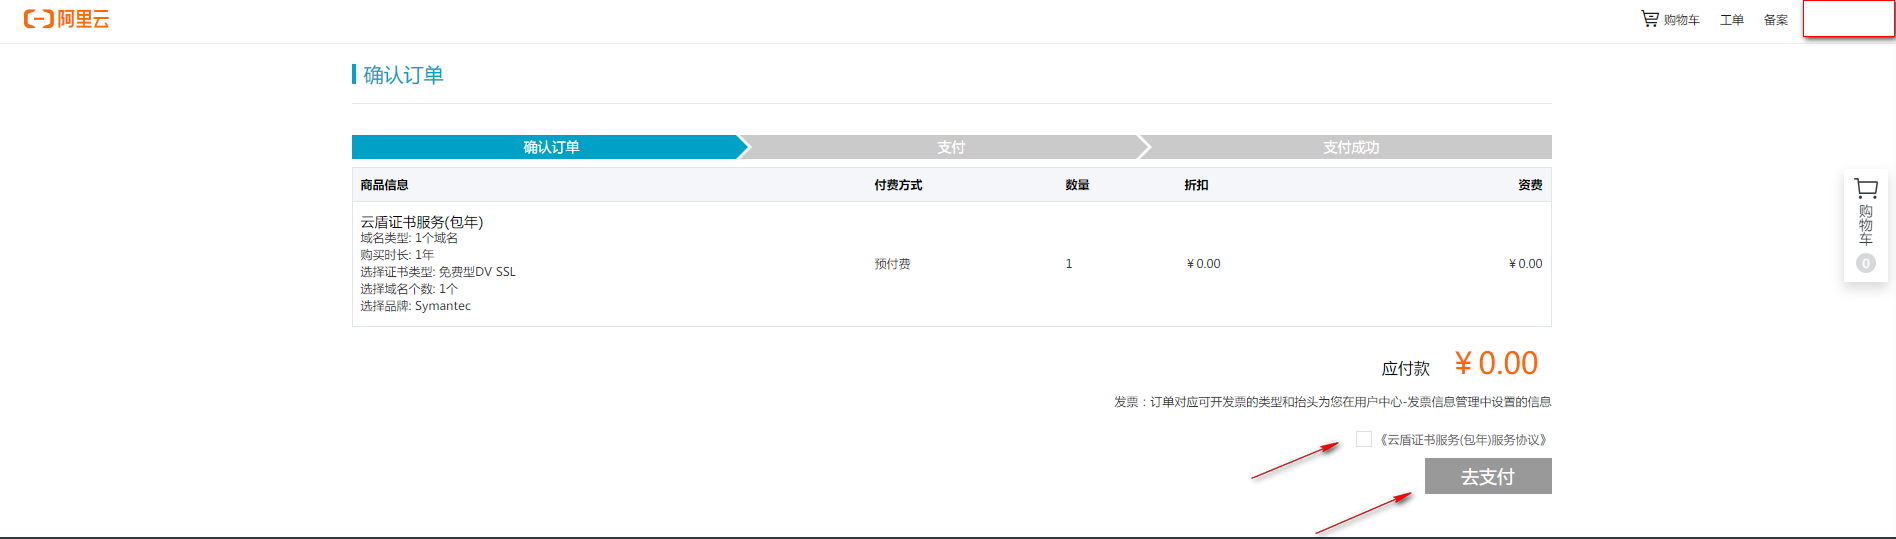 阿里云
购物车 工单 备案
确认订单
确认订单 支付 支付成功
商品信息 付费方式 数量 折扣 资费
云盾证书服务(包年)
域名类型: 1个域名
购买时长: 1年
选择证书类型: 免费型DV SSL
选择域名个数: 1个
选择品牌: Symantec
预付费 1 ¥0.00 ¥0.00
应付款 ¥0.00
发票：订单对应可开发票的类型和抬头为您在用户中心-发票信息管理中设置的信息
《云盾证书服务(包年)服务协议》
去支付
购物车
0